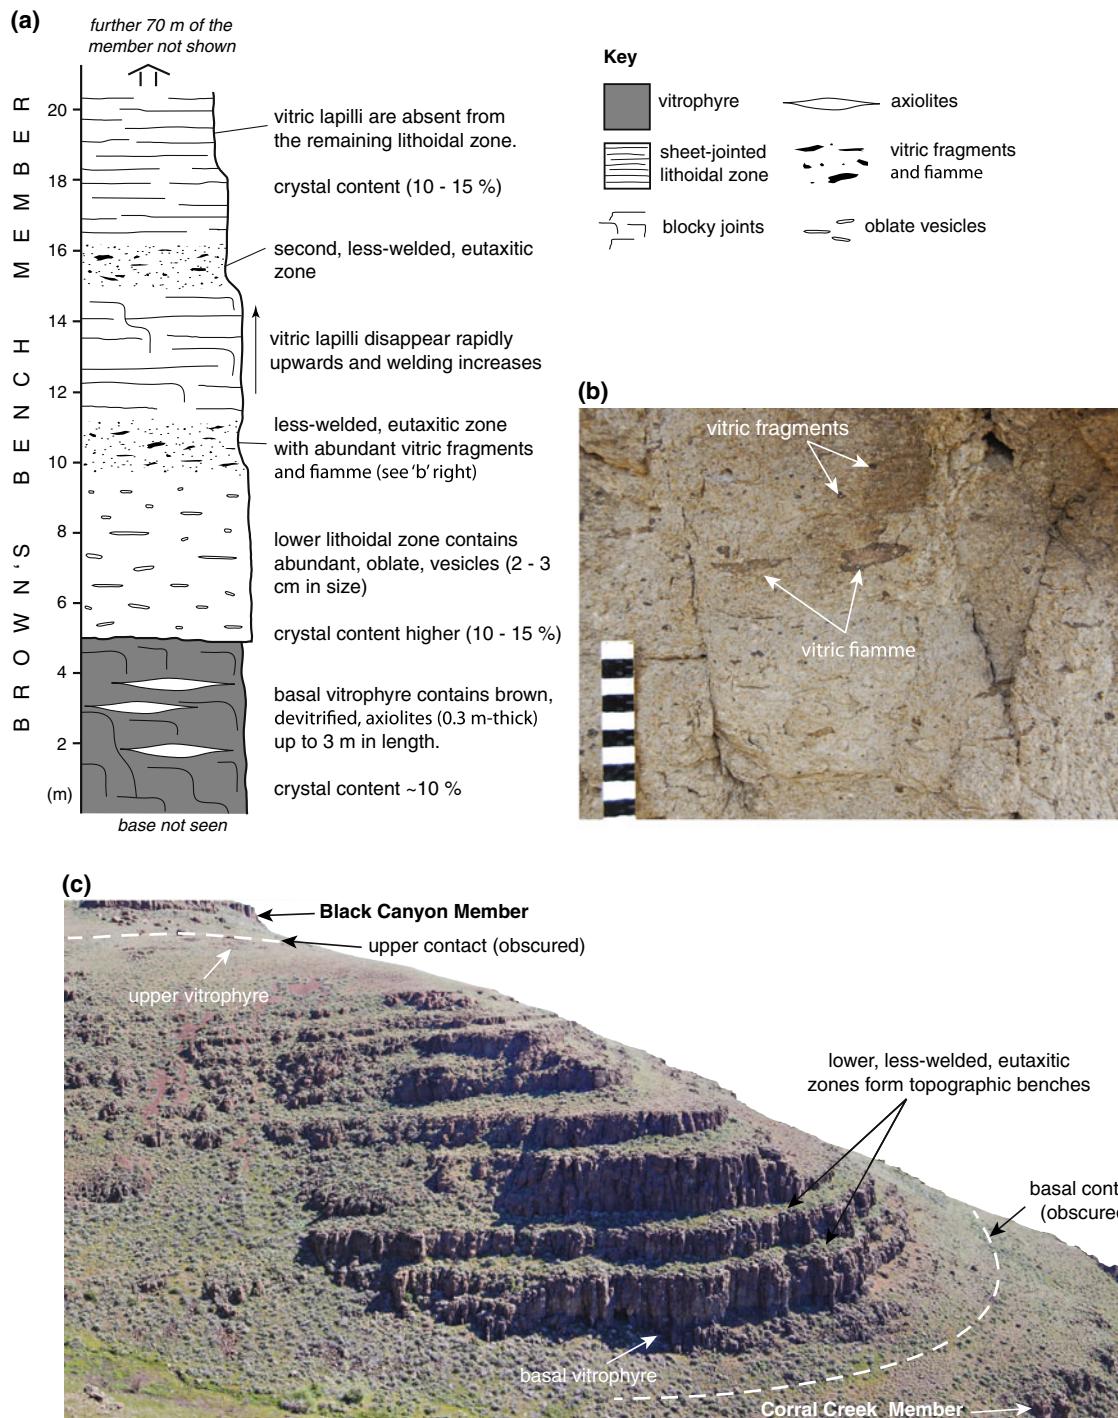 (a)
further 70 m of the
member not shown
BROWN'S BENCH MEMBER
20
18
16
14
12
10
8
6
4
2
(m)
vitric lapilli are absent from
the remaining lithoidal zone.
crystal content (10 - 15 %)
second, less-welded, eutaxitic
zone
vitric lapilli disappear rapidly
upwards and welding increases
less-welded, eutaxitic zone
with abundant vitric fragments
and fiamme (see 'b' right)
lower lithoidal zone contains
abundant, oblate, vesicles (2 - 3
cm in size)
crystal content higher (10 - 15 %)
basal vitrophyre contains brown,
devitrified, axiolites (0.3 m-thick)
up to 3 m in length.
crystal content ~10 %
base not seen
Key
vitrophyre
axiolites
sheet-jointed
lithoidal zone
vitric fragments
and fiamme
blocky joints
oblate vesicles
(b)
vitric fragments
vitric fiamme
(c)
Black Canyon Member
upper contact (obscured)
upper vitrophyre
lower, less-welded, eutaxitic
zones form topographic benches
basal cont
(obscured
basal vitrophyre
Corral Creek Member